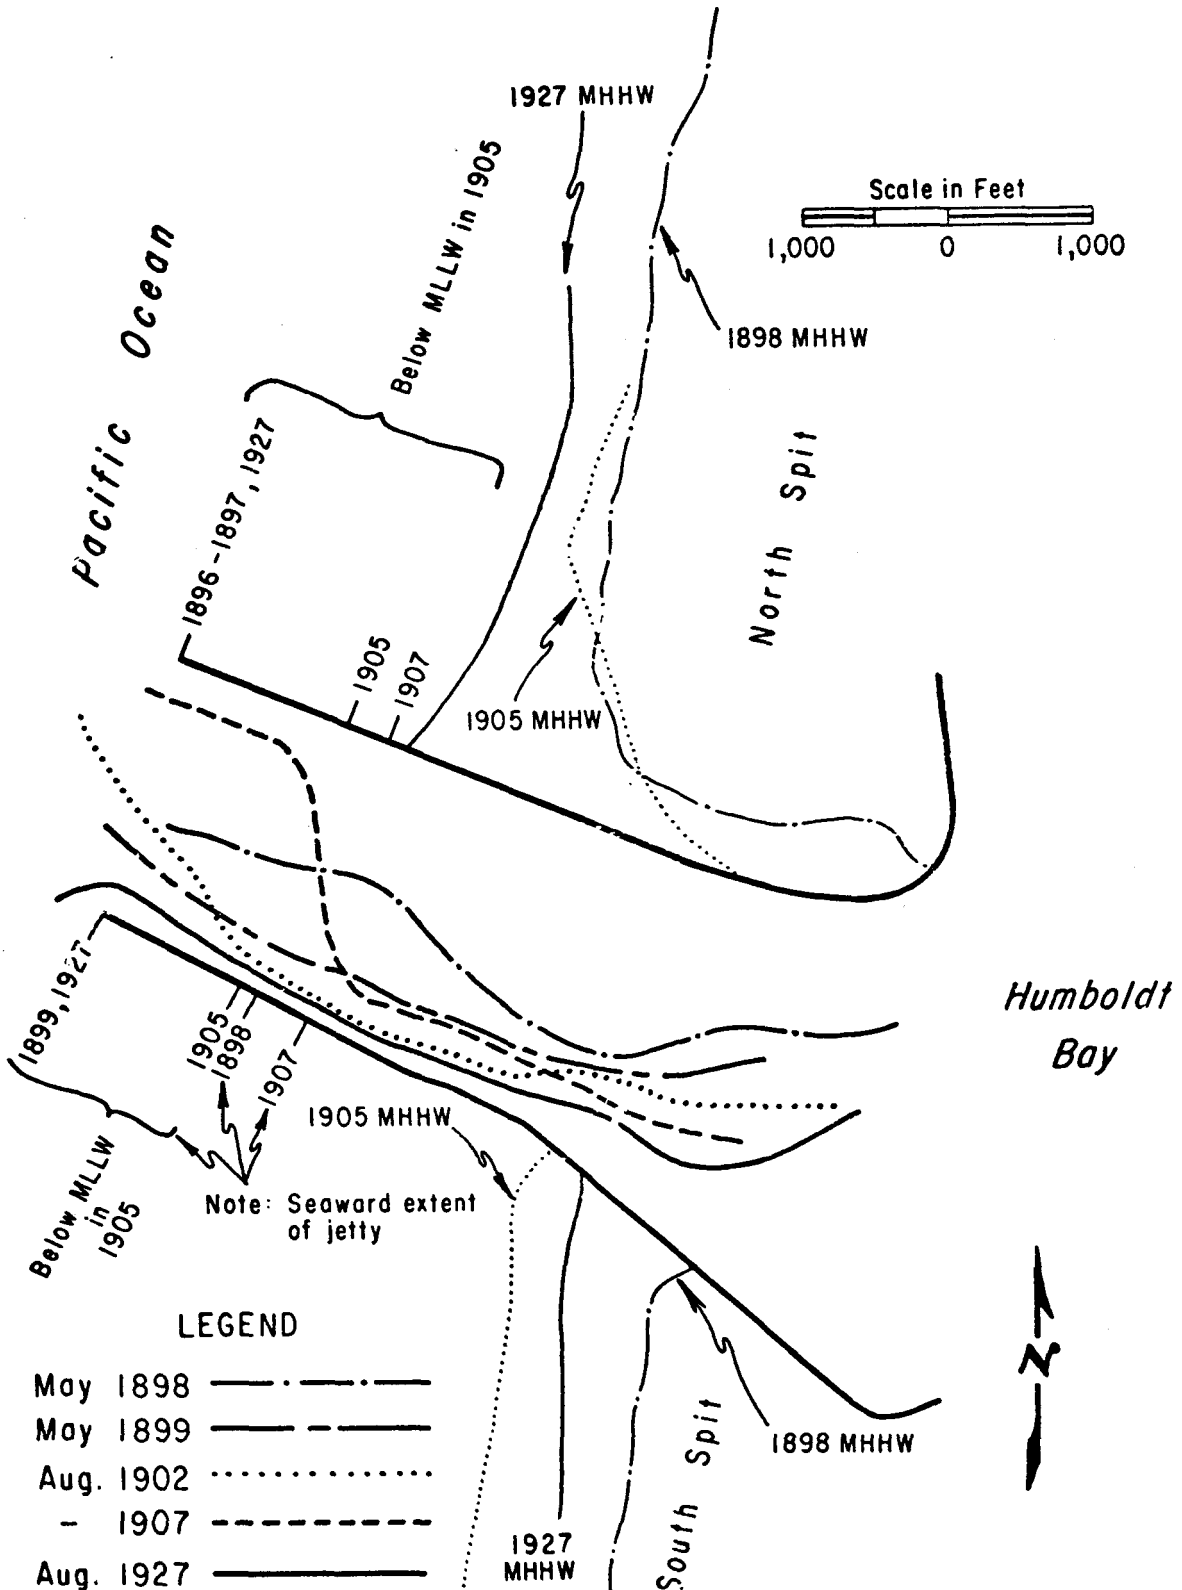 1927 MHHW
Below MLLW in 1905
Scale in Feet
1,000 0 1,000
Pacific Ocean
1898 MHHW
1896-1897, 1927
North Spit
1905
1907
1905 MHHW
1899, 1927
1905
1898
1907
Humboldt
Bay
1905 MHHW
Below MLLW
in
1905
Note: Seaward extent
of jetty
LEGEND
May 1898
May 1899
Aug. 1902
- 1907
Aug. 1927
1927
MHHW
South Spit
1898 MHHW
N